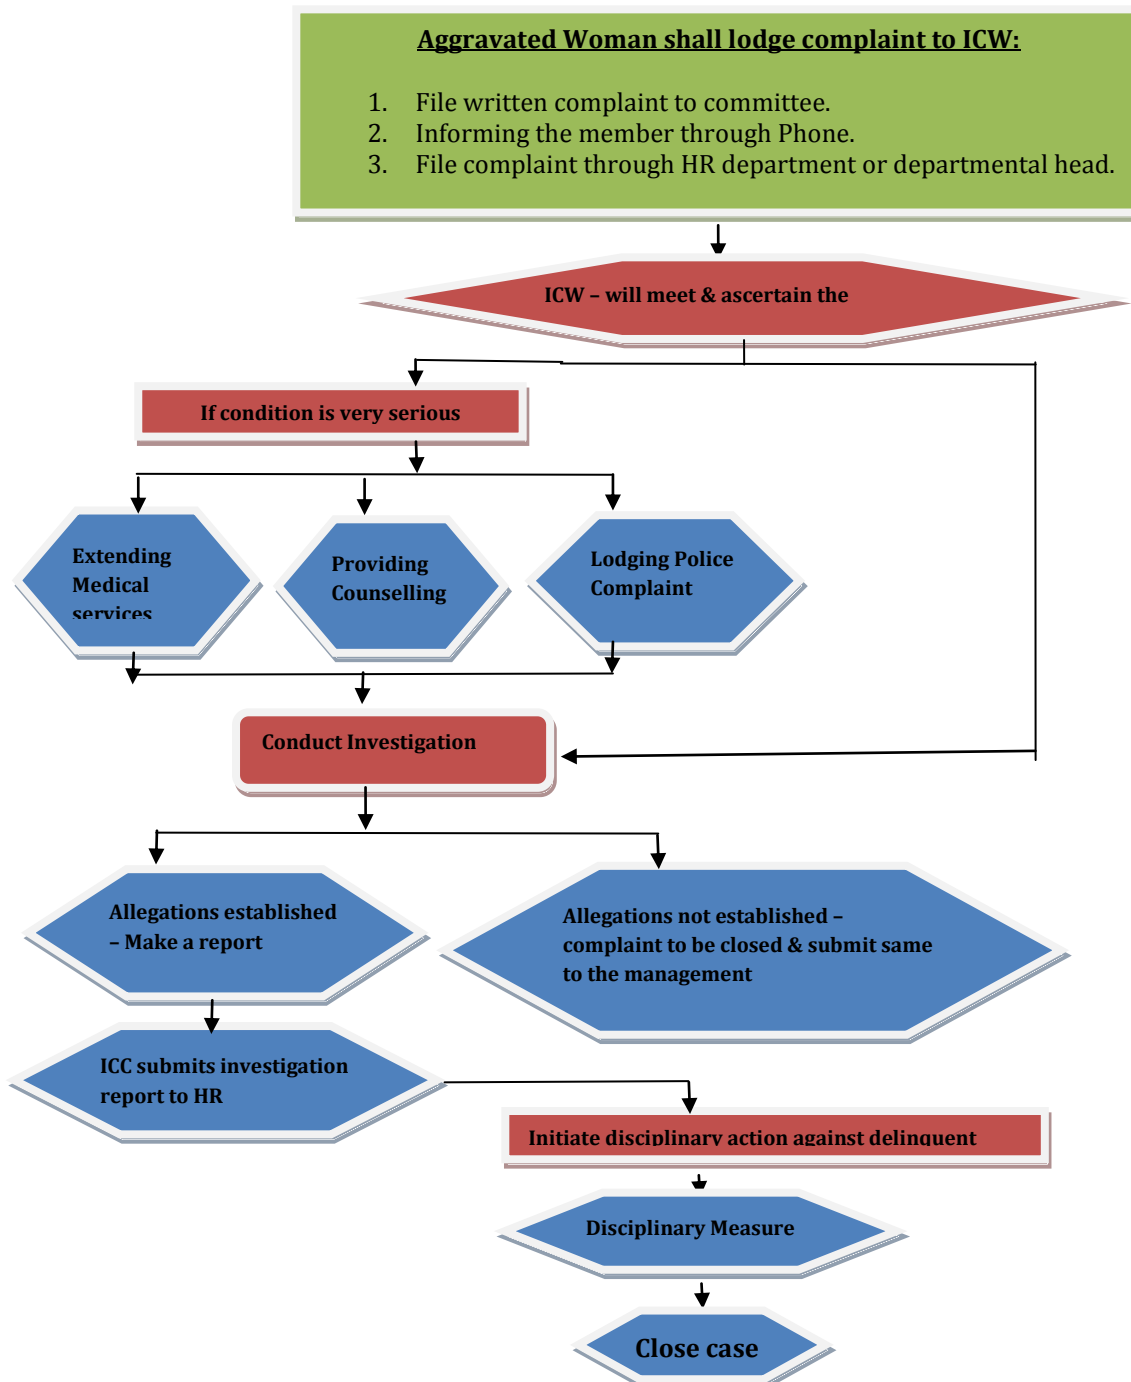 Aggravated Woman shall lodge complaint to ICW:
1. File written complaint to committee.
2. Informing the member through Phone.
3. File complaint through HR department or departmental head.
ICW – will meet & ascertain the
If condition is very serious
Extending
Medical
services
Providing
Counselling
Lodging Police
Complaint
Conduct Investigation
Allegations established
– Make a report
Allegations not established –
complaint to be closed & submit same
to the management
ICC submits investigation
report to HR
Initiate disciplinary action against delinquent
Disciplinary Measure
Close case